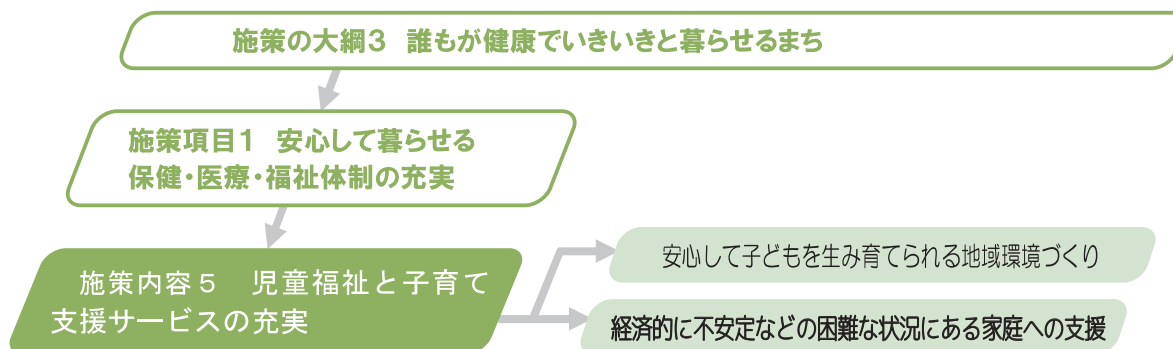 施策の大綱3 誰もが健康でいきいきと暮らせるまち
施策項目1 安心して暮らせる
保健・医療・福祉体制の充実
施策内容5 児童福祉と子育て
支援サービスの充実
安心して子どもを生み育てられる地域環境づくり
経済的に不安定などの困難な状況にある家庭への支援